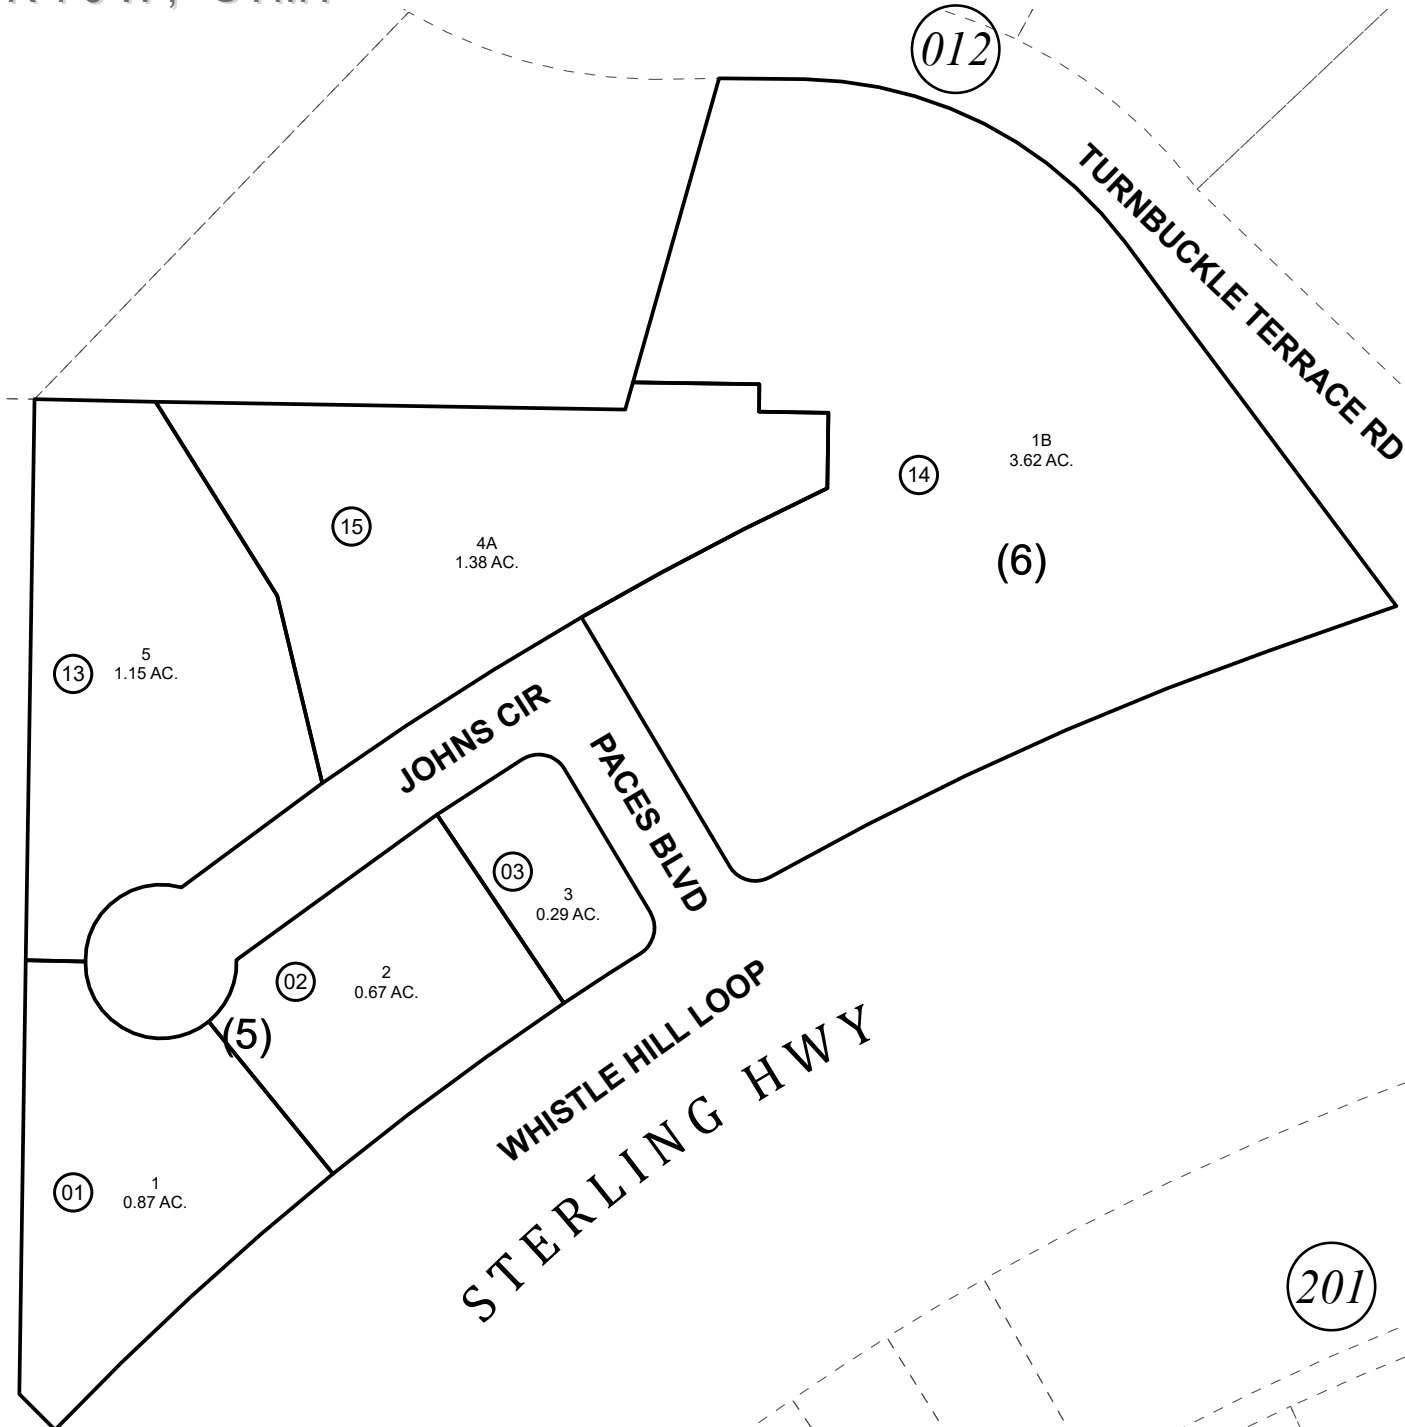 012
TURNBUCKLE TERRACE RD
1B
3.62 AC.
14
(6)
15
4A
1.38 AC.
13
5
1.15 AC.
JOHNS CIR
PACES BLVD
03
3
0.29 AC.
02
2
0.67 AC.
(5)
WHISTLE HILL LOOP
STERLING HWY
01
1
0.87 AC.
201